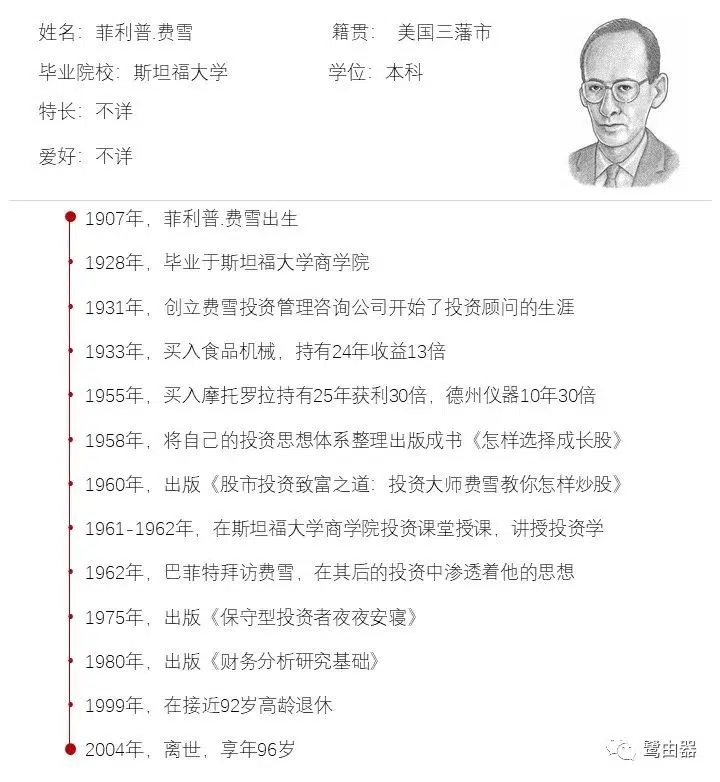 姓名：菲利普.费雪 籍贯： 美国三藩市
毕业院校：斯坦福大学 学位：本科
特长：不详
爱好：不详
1907年，菲利普.费雪出生
1928年，毕业于斯坦福大学商学院
1931年，创立费雪投资管理咨询公司开始了投资顾问的生涯
1933年，买入食品机械，持有24年收益13倍
1955年，买入摩托罗拉持有25年获利30倍，德州仪器10年30倍
1958年，将自己的投资思想体系整理出版成书《怎样选择成长股》
1960年，出版《股市投资致富之道：投资大师费雪教你怎样炒股》
1961-1962年，在斯坦福大学商学院投资课堂授课，讲授投资学
1962年，巴菲特拜访费雪，在其后的投资中渗透着他的思想
1975年，出版《保守型投资者夜夜安寝》
1980年，出版《财务分析研究基础》
1999年，在接近92岁高龄退休
2004年，离世，享年96岁
鹭由器